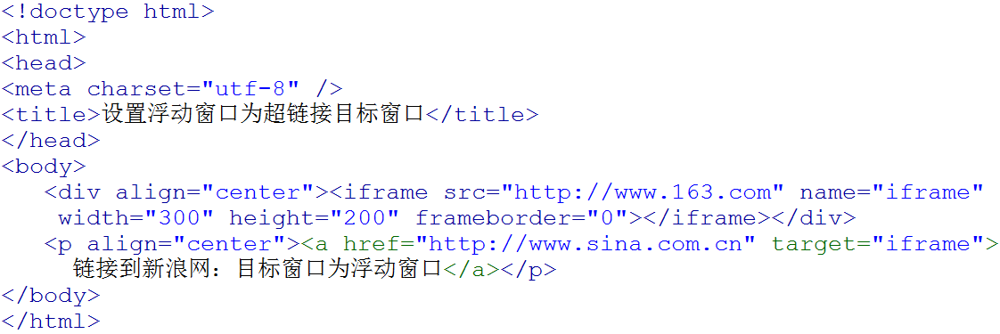 <!doctype html>
<html>
<head>
<meta charset="utf-8" />
<title>设置浮动窗口为超链接目标窗口</title>
</head>
<body>
   <div align="center"><iframe src="http://www.163.com" name="iframe"
    width="300" height="200" frameborder="0"></iframe></div>
   <p align="center"><a href="http://www.sina.com.cn" target="iframe">
     链接到新浪网：目标窗口为浮动窗口</a></p>
</body>
</html>